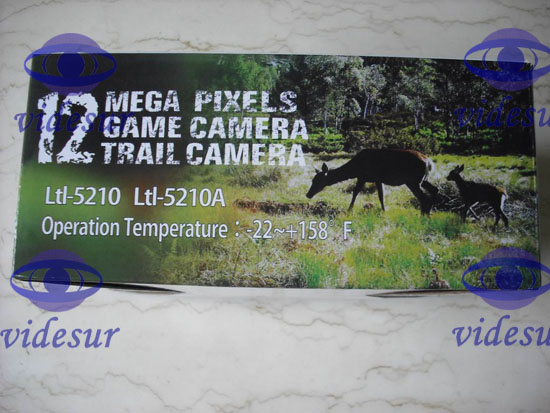 12 MEGA PIXELS
GAME CAMERA
TRAIL CAMERA
Ltl-5210 Ltl-5210A
Operation Temperature : -22~+158° F
videsur
videsur
videsur
videsur